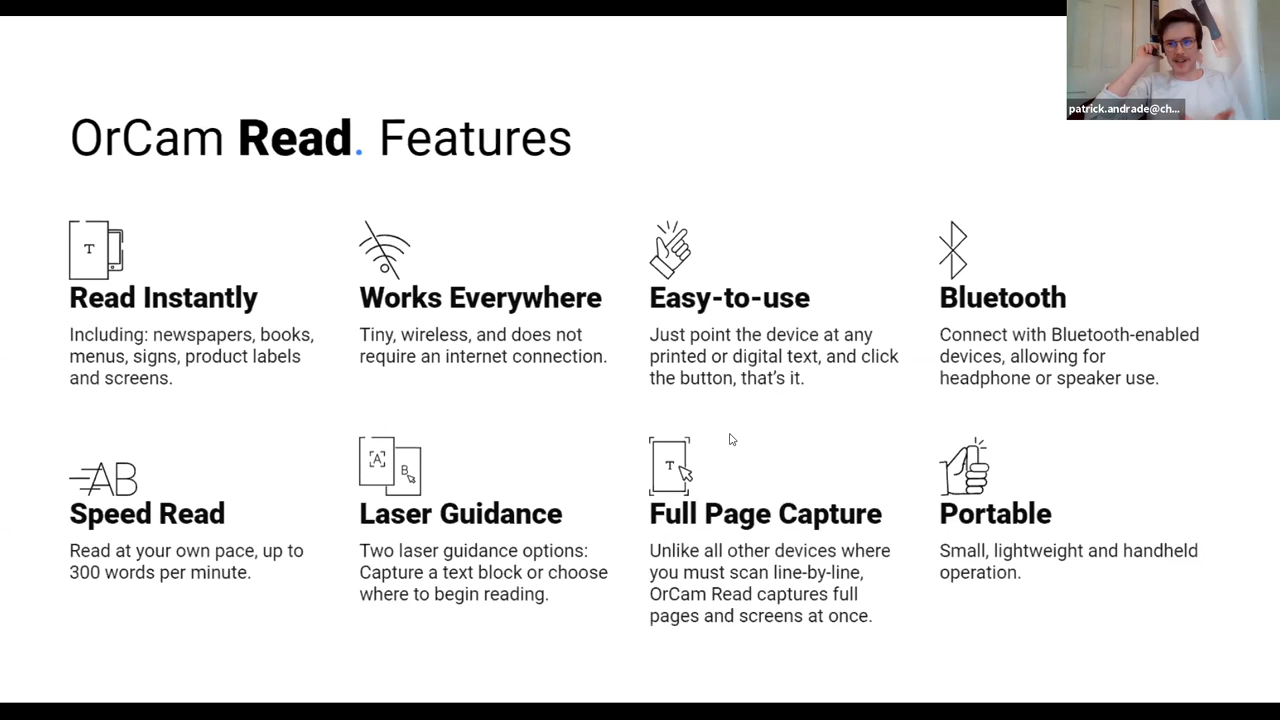 patrick.andrade@ch...
OrCam Read. Features
T
Read Instantly
Including: newspapers, books,
menus, signs, product labels
and screens.
Works Everywhere
Tiny, wireless, and does not
require an internet connection.
Easy-to-use
Just point the device at any
printed or digital text, and click
the button, that’s it.
Bluetooth
Connect with Bluetooth-enabled
devices, allowing for
headphone or speaker use.
AB
Speed Read
Read at your own pace, up to
300 words per minute.
A
B
Laser Guidance
Two laser guidance options:
Capture a text block or choose
where to begin reading.
T
Full Page Capture
Unlike all other devices where
you must scan line-by-line,
OrCam Read captures full
pages and screens at once.
Portable
Small, lightweight and handheld
operation.